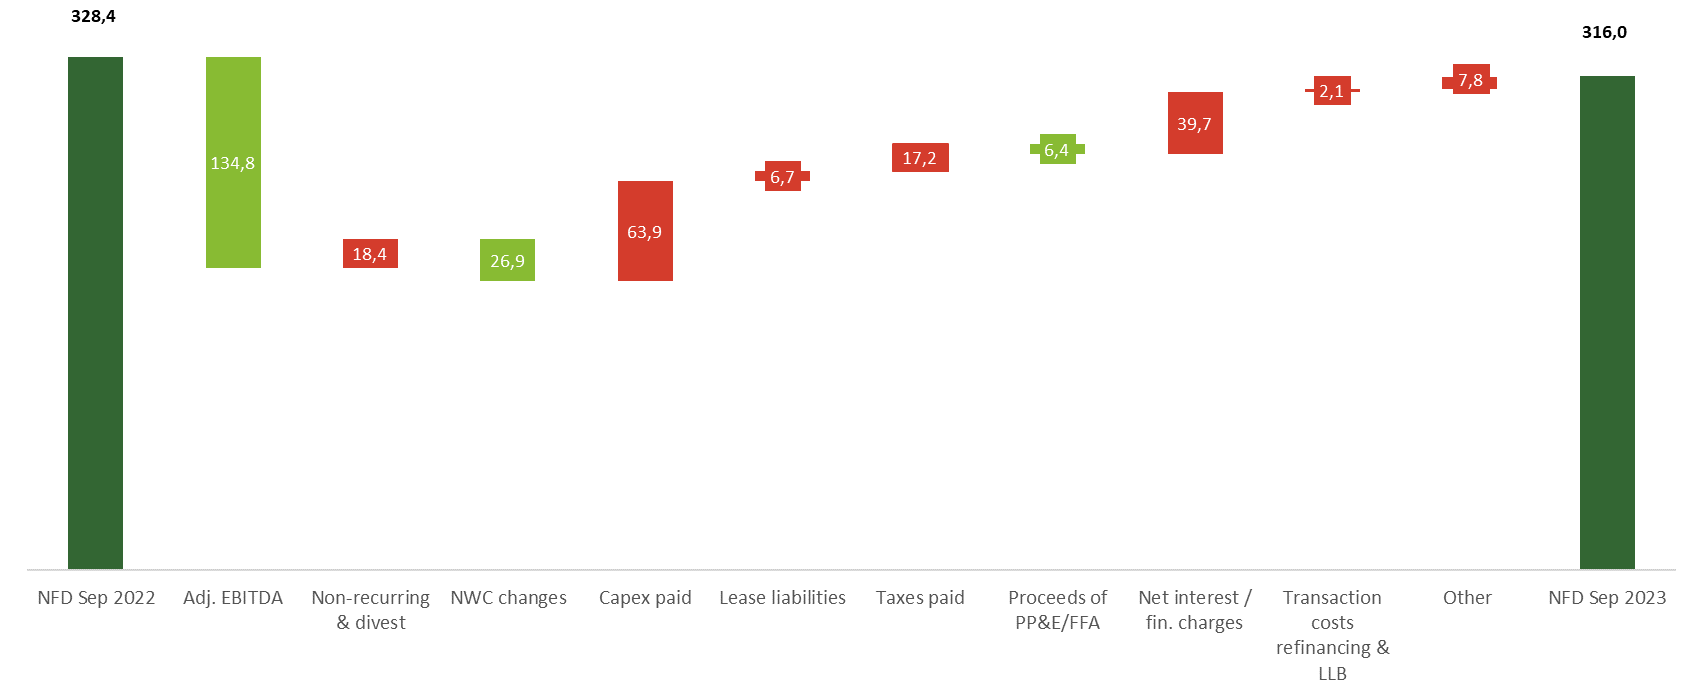 328,4
316,0
134,8
18,4
26,9
63,9
6,7
17,2
6,4
39,7
2,1
7,8
NFD Sep 2022
Adj. EBITDA
Non-recurring
& divest
NWC changes
Capex paid
Lease liabilities
Taxes paid
Proceeds of
PP&E/FFA
Net interest /
fin. charges
Transaction
costs
refinancing &
LLB
Other
NFD Sep 2023